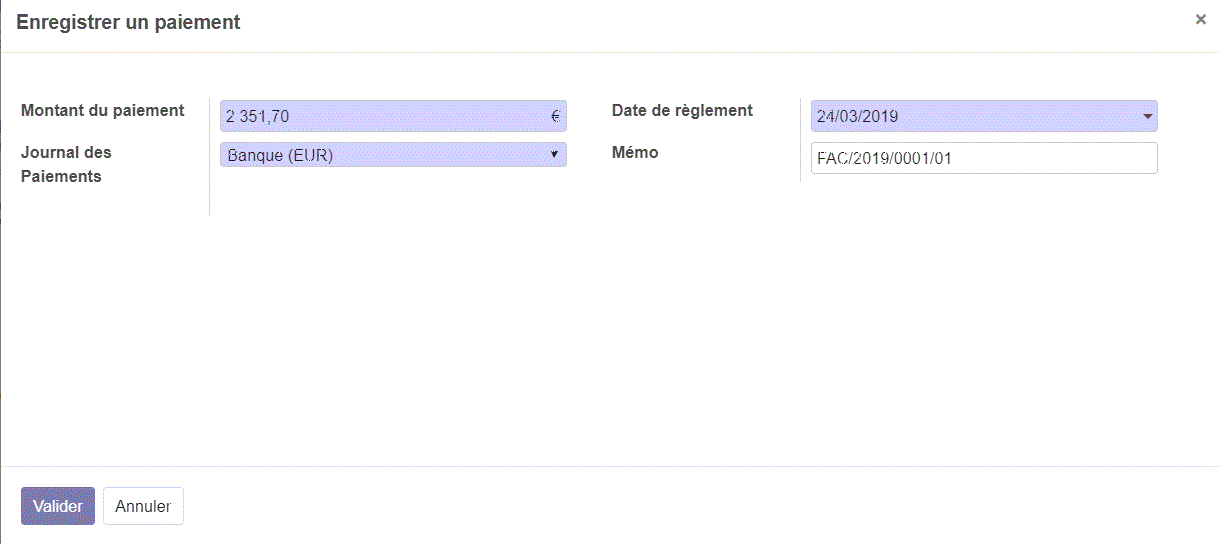 Enregistrer un paiement ×
Montant du paiement 2 351,70 € Date de règlement 24/03/2019
Journal des Paiements Banque (EUR) Mémo FAC/2019/0001/01
Valider Annuler